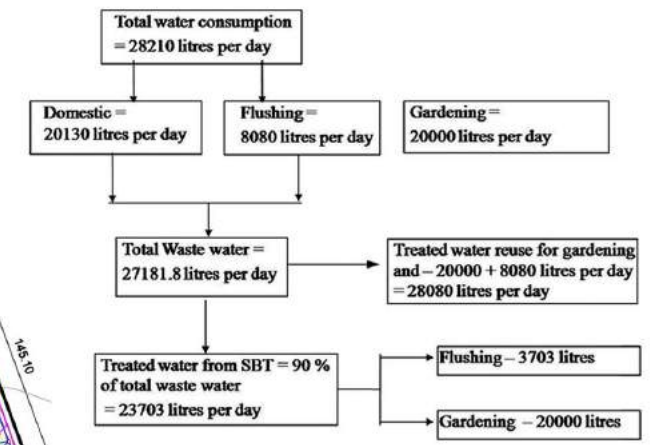 Total water consumption
= 28210 litres per day
Domestic =
20130 litres per day
Flushing =
8080 litres per day
Gardening =
20000 litres per day
Total Waste water =
27181.8 litres per day
Treated water reuse for gardening
and – 20000 + 8080 litres per day
= 28080 litres per day
Treated water from SBT = 90 %
of total waste water
= 23703 litres per day
Flushing – 3703 litres
Gardening – 20000 litres
145.10